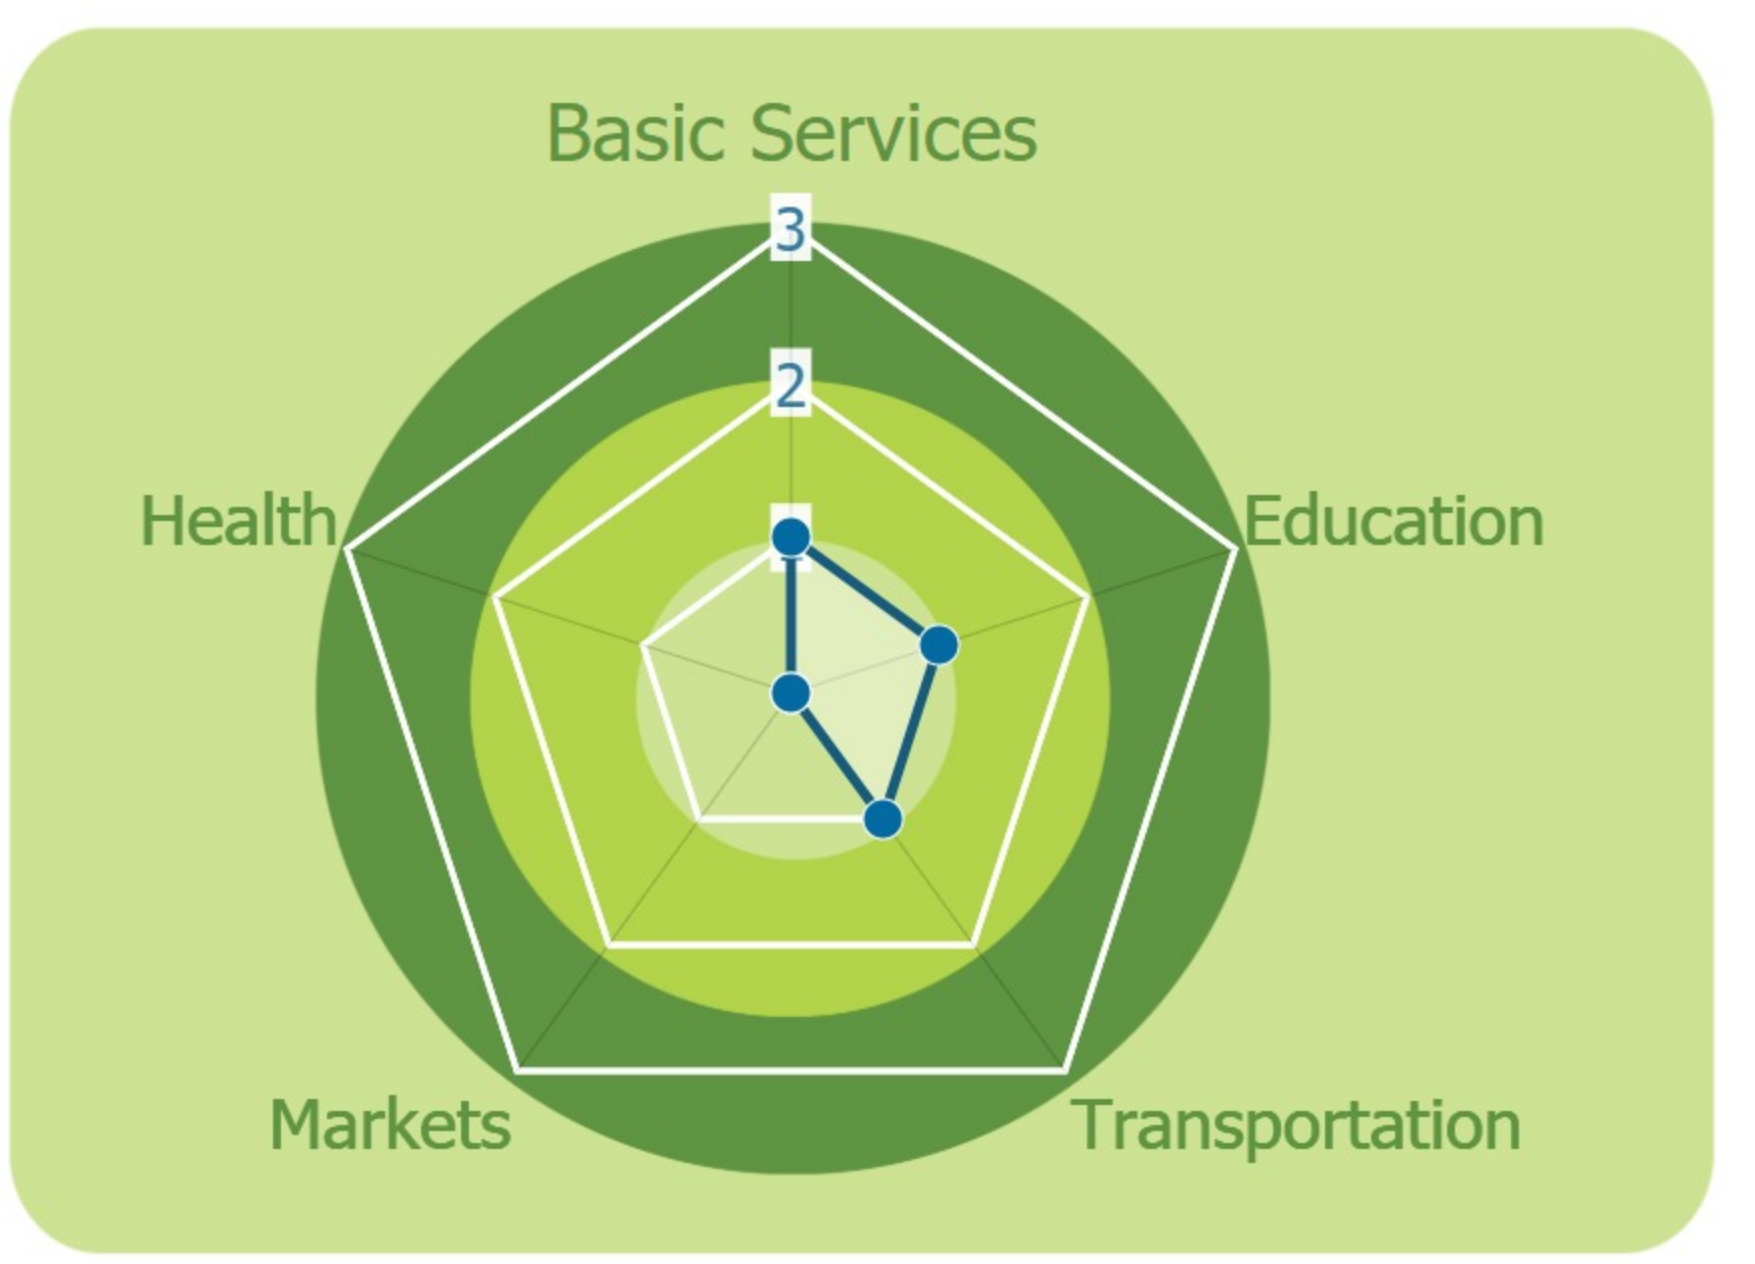 Basic Services
3
2
Health
Education
Markets
Transportation